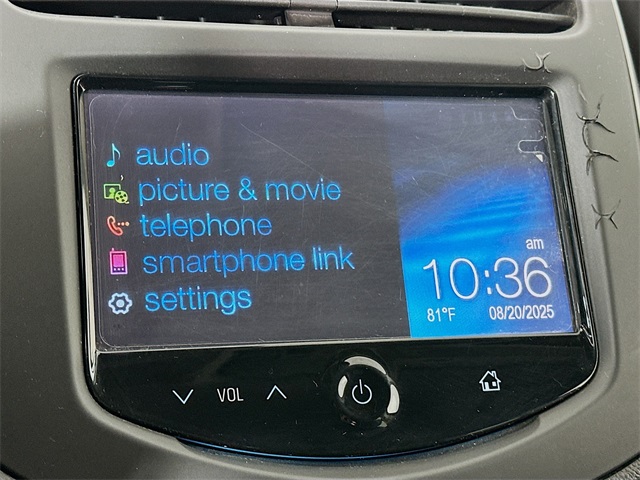 audio
picture & movie
telephone
smartphone link
settings
am
10:36
81°F 08/20/2025
VOL